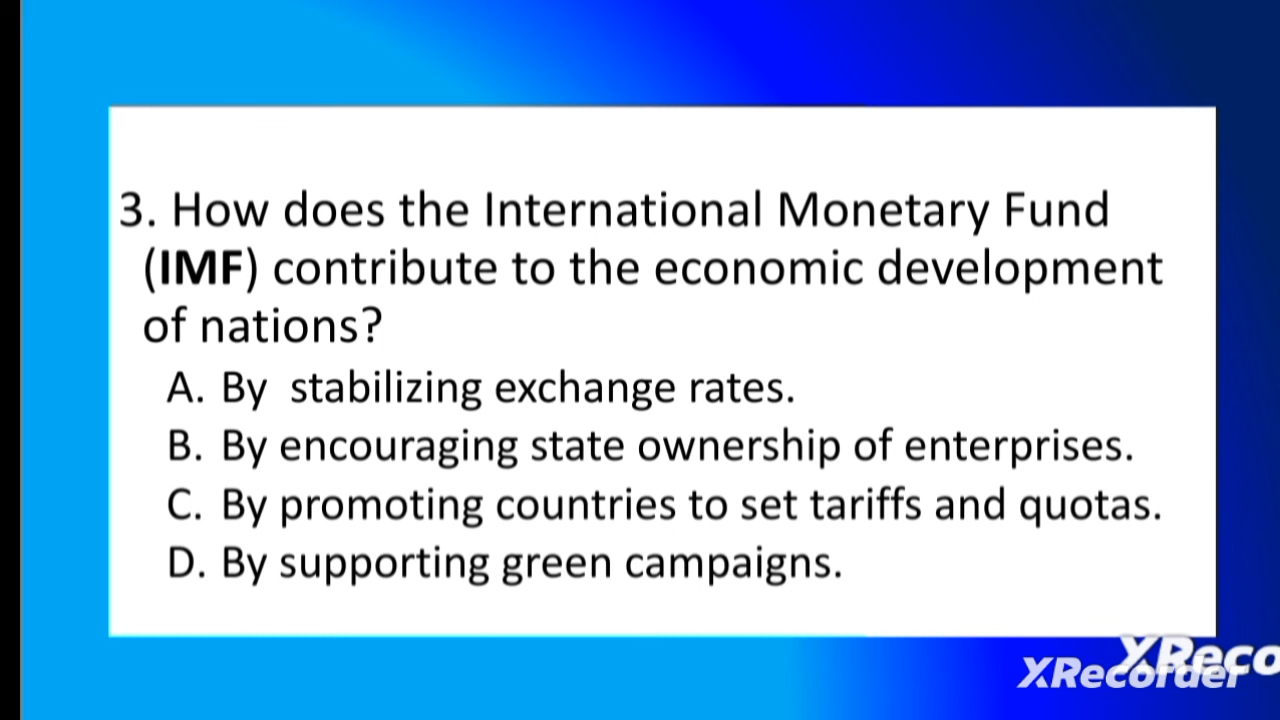 3. How does the International Monetary Fund
(IMF) contribute to the economic development
of nations?
A. By stabilizing exchange rates.
B. By encouraging state ownership of enterprises.
C. By promoting countries to set tariffs and quotas.
D. By supporting green campaigns.
XReco
XRecorder